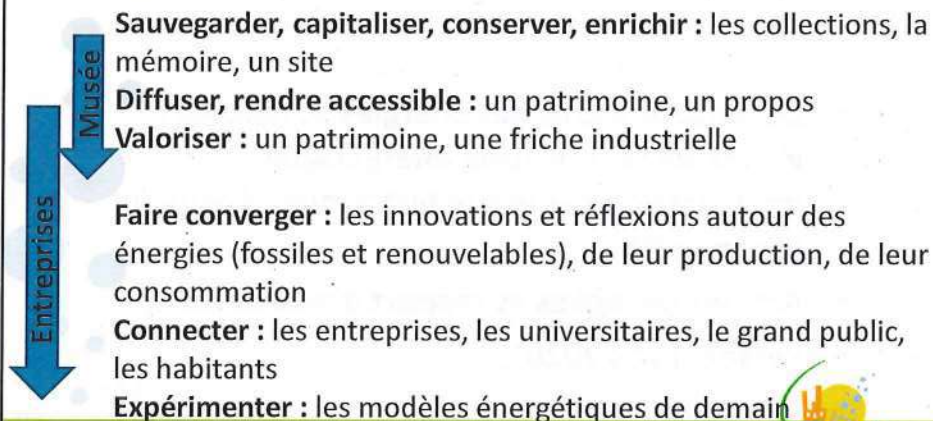 Sauvegarder, capitaliser, conserver, enrichir : les collections, la
mémoire, un site
Diffuser, rendre accessible : un patrimoine, un propos
Valoriser : un patrimoine, une friche industrielle
Musée
Faire converger : les innovations et réflexions autour des
énergies (fossiles et renouvelables), de leur production, de leur
consommation
Connecter : les entreprises, les universitaires, le grand public,
les habitants
Expérimenter : les modèles énergétiques de demain
Entreprises